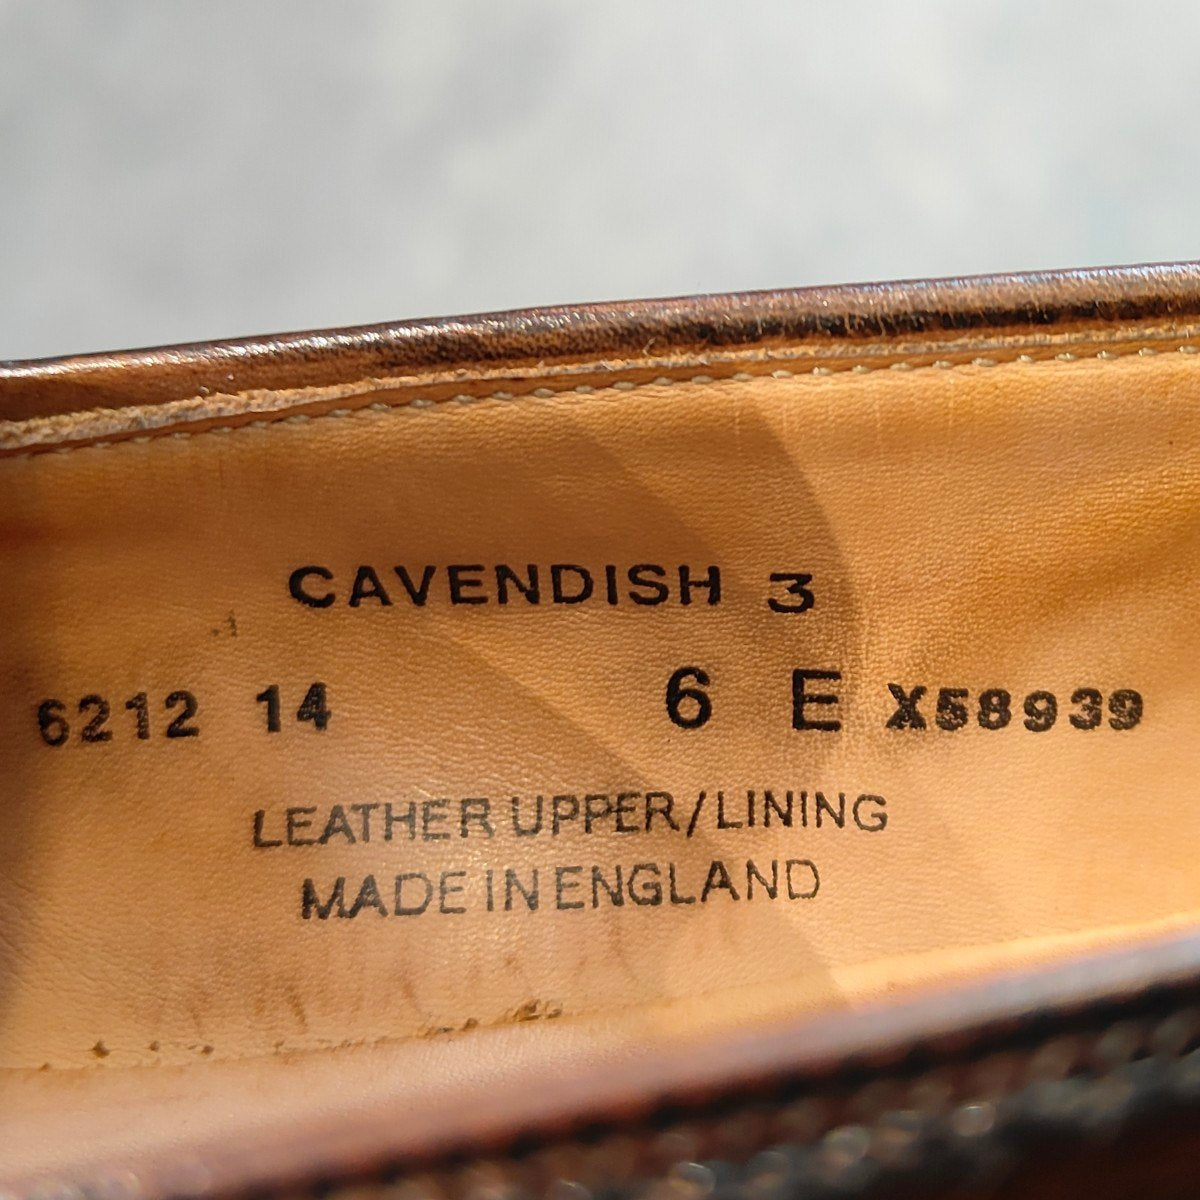 CAVENDISH 3
6212 14 6 E X58939
LEATHER UPPER/LINING
MADE IN ENGLAND